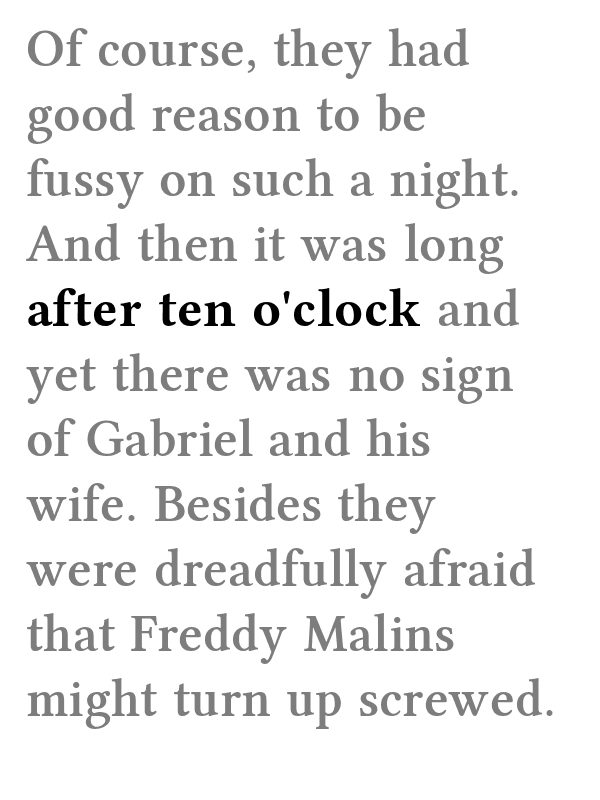 Of course, they had
good reason to be
fussy on such a night.
And then it was long
after ten o'clock and
yet there was no sign
of Gabriel and his
wife. Besides they
were dreadfully afraid
that Freddy Malins
might turn up screwed.